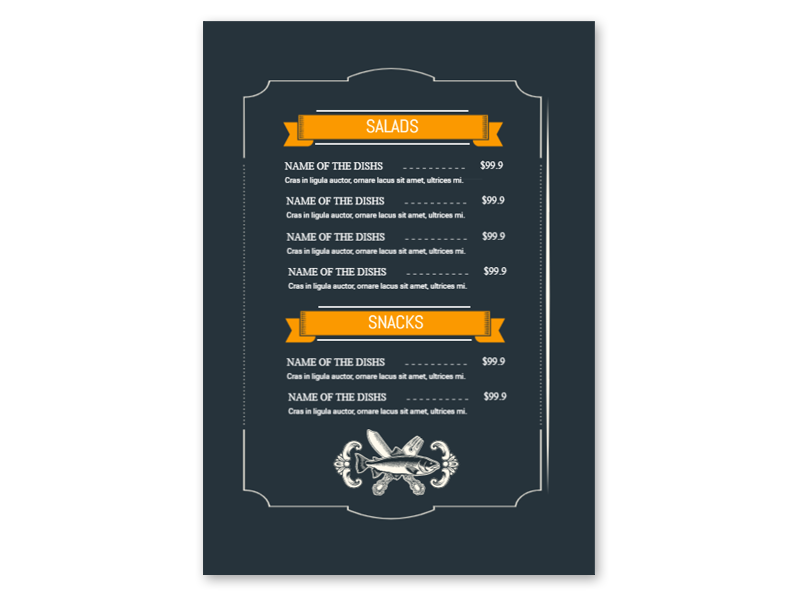 SALADS
NAME OF THE DISHS - - - - - - - - - - $99.9
Cras in ligula auctor, ornare lacus sit amet, ultrices mi.
NAME OF THE DISHS - - - - - - - - - - $99.9
Cras in ligula auctor, ornare lacus sit amet, ultrices mi.
NAME OF THE DISHS - - - - - - - - - - $99.9
Cras in ligula auctor, ornare lacus sit amet, ultrices mi.
NAME OF THE DISHS - - - - - - - - - - $99.9
Cras in ligula auctor, ornare lacus sit amet, ultrices mi.
SNACKS
NAME OF THE DISHS - - - - - - - - - - $99.9
Cras in ligula auctor, ornare lacus sit amet, ultrices mi.
NAME OF THE DISHS - - - - - - - - - - $99.9
Cras in ligula auctor, ornare lacus sit amet, ultrices mi.